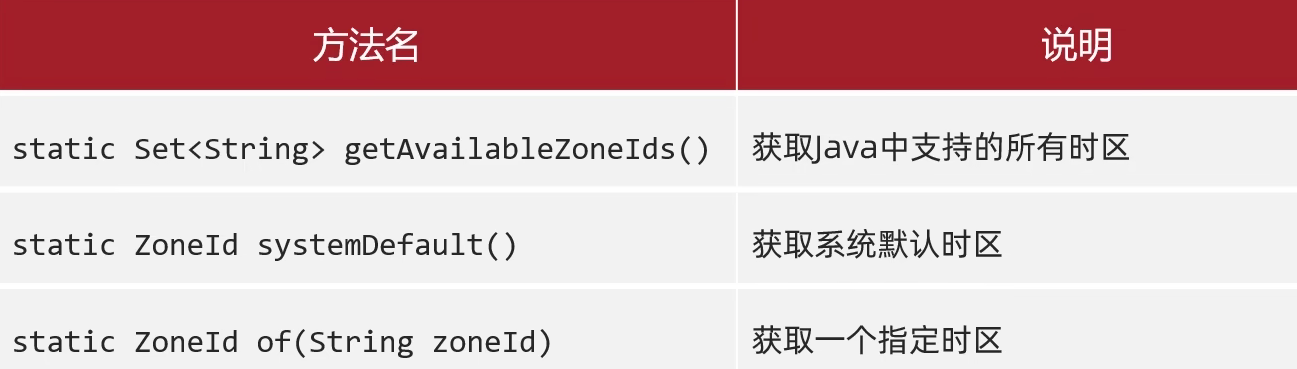 方法名 说明
static Set<String> getAvailableZoneIds() 获取Java中支持的所有时区
static ZoneId systemDefault() 获取系统默认时区
static ZoneId of(String zoneId) 获取一个指定时区